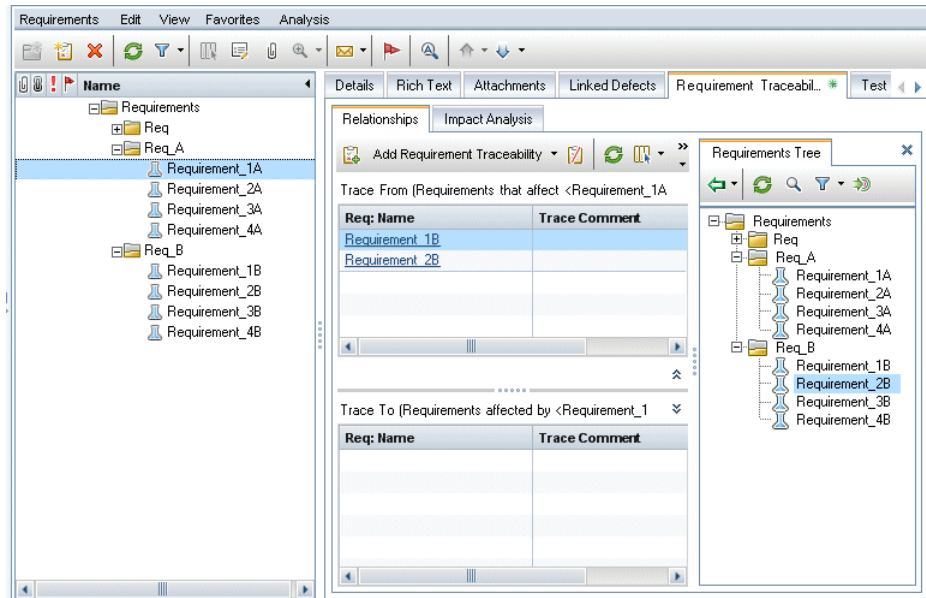 Requirements Edit View Favorites Analysis
Name
Requirements
Req
Req_A
Requirement_1A
Requirement_2A
Requirement_3A
Requirement_4A
Req_B
Requirement_1B
Requirement_2B
Requirement_3B
Requirement_4B
Details Rich Text Attachments Linked Defects Requirement Traceabil... * Test
Relationships Impact Analysis
Add Requirement Traceability
Trace From (Requirements that affect <Requirement_1A
Req: Name Trace Comment
Requirement_1B
Requirement_2B
Trace To (Requirements affected by <Requirement_1
Req: Name Trace Comment
Requirements Tree
Requirements
Req
Req_A
Requirement_1A
Requirement_2A
Requirement_3A
Requirement_4A
Req_B
Requirement_1B
Requirement_2B
Requirement_3B
Requirement_4B